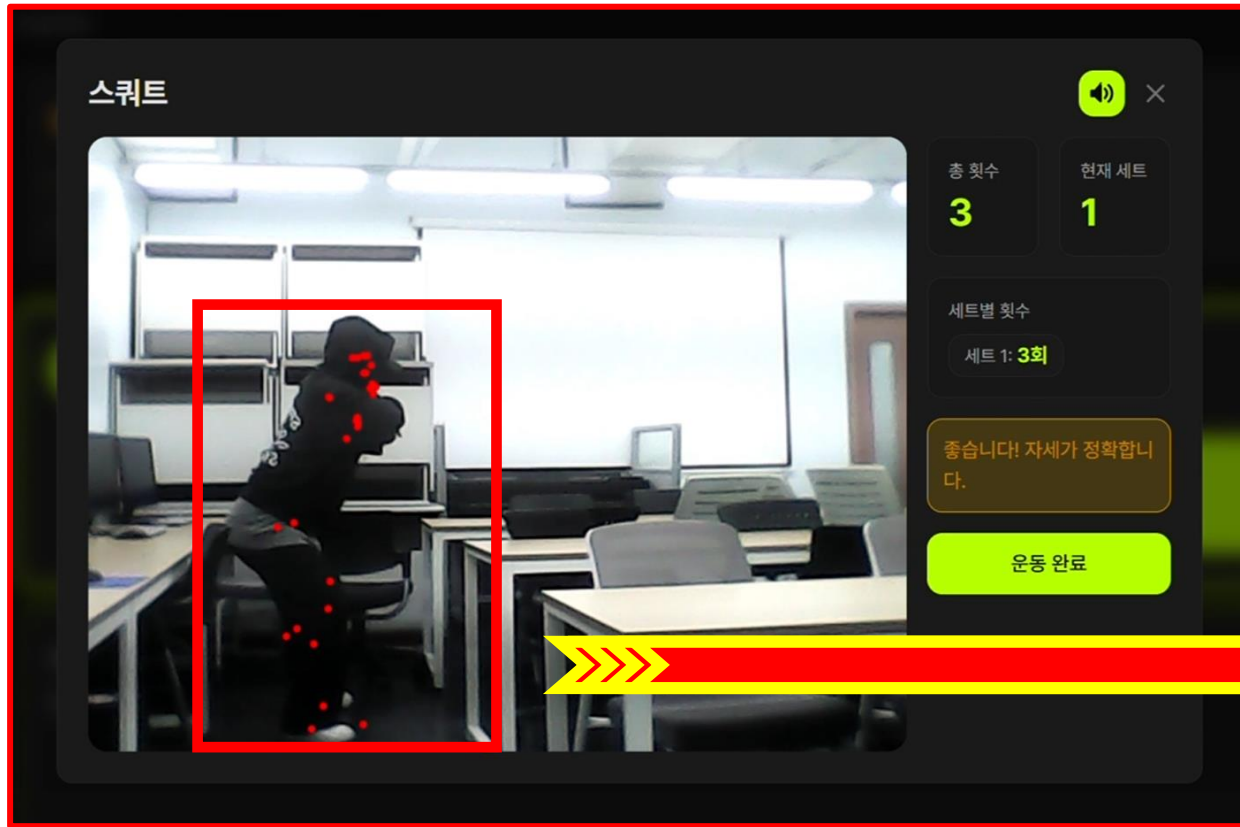 스쿼트
총 횟수
3
현재 세트
1
세트별 횟수
세트 1: 3회
좋습니다! 자세가 정확합니
다.
운동 완료